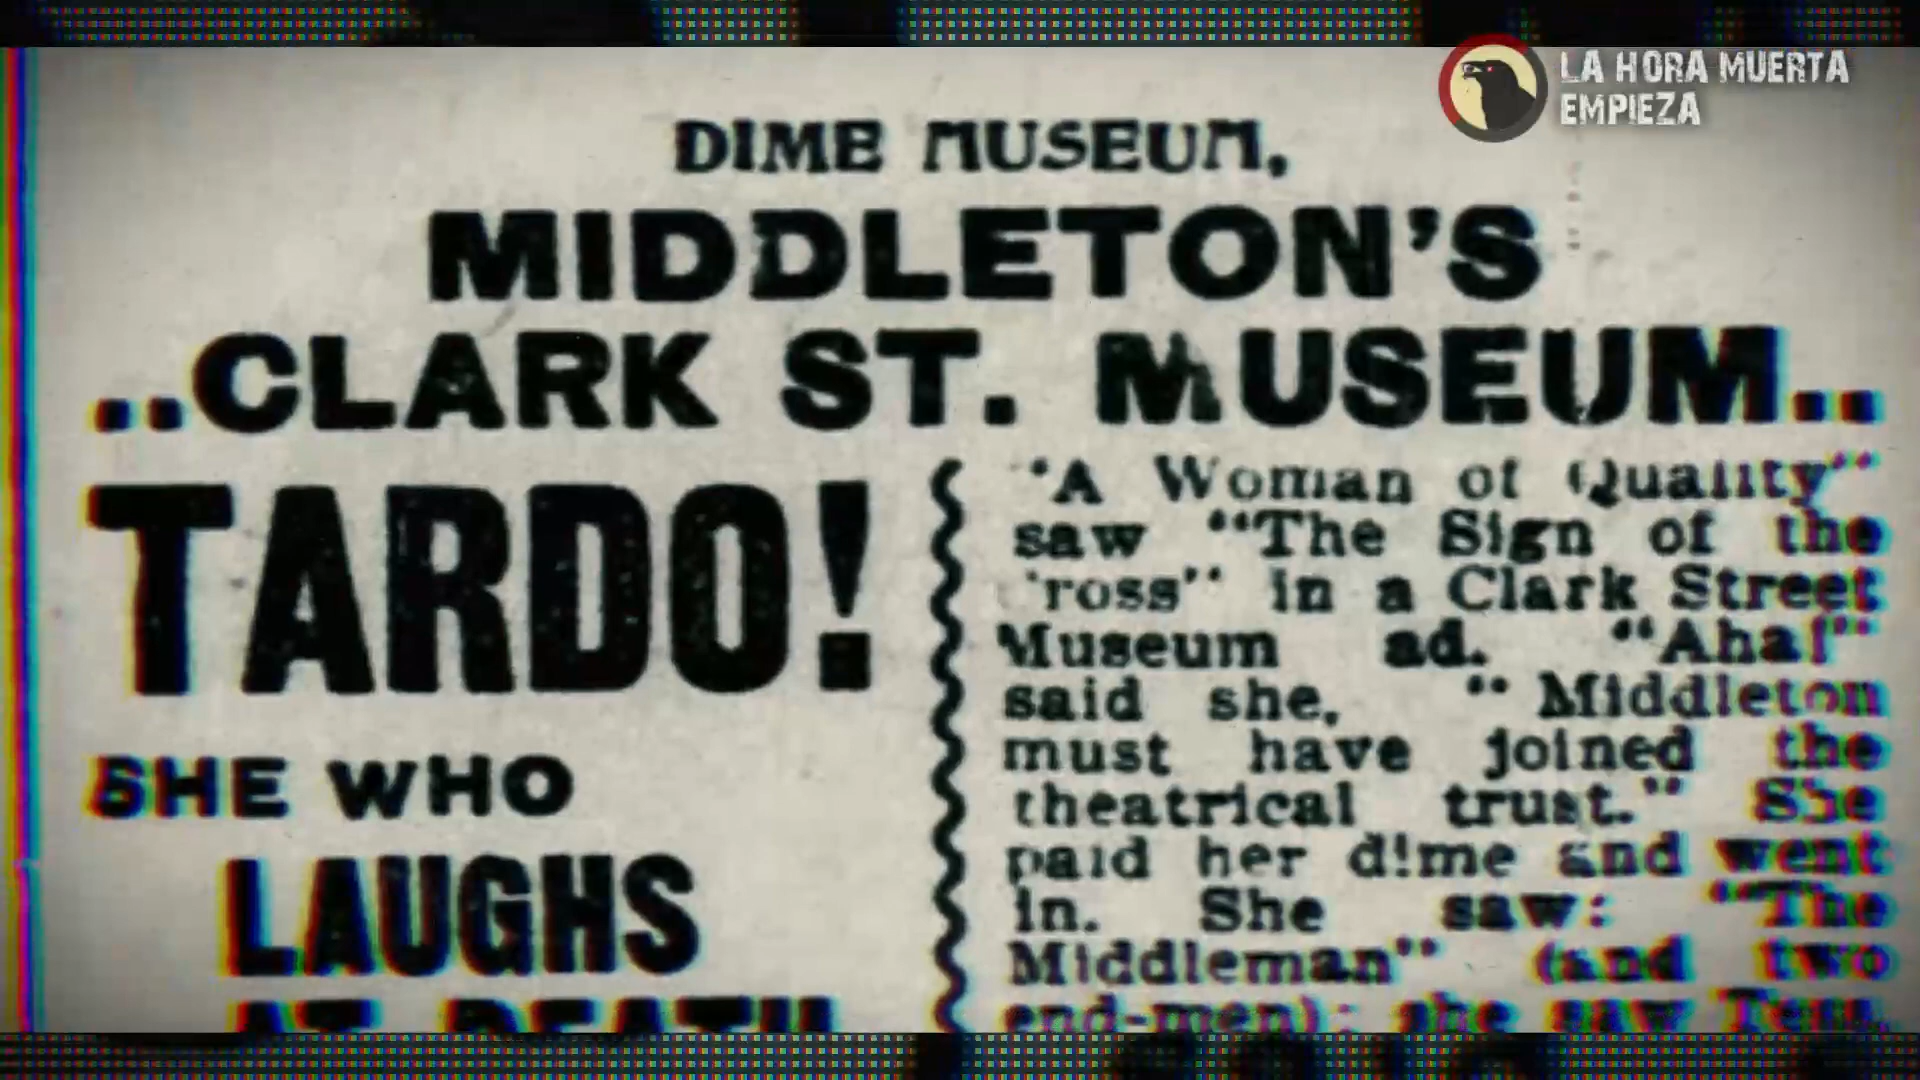 LA HORA MUERTA
EMPIEZA
DIME MUSEUM,
MIDDLETON'S
..CLARK ST. MUSEUM..
TARDO!
SHE WHO
LAUGHS
AT DEATH
"A Woman of Quality"
saw "The Sign of the
'ross" in a Clark Street
Museum ad. "Aha!"
said she, "Middleton
must have joined the
theatrical trust." She
paid her dime and went
in. She saw: "The
Middleman" (and two
end-men); she saw